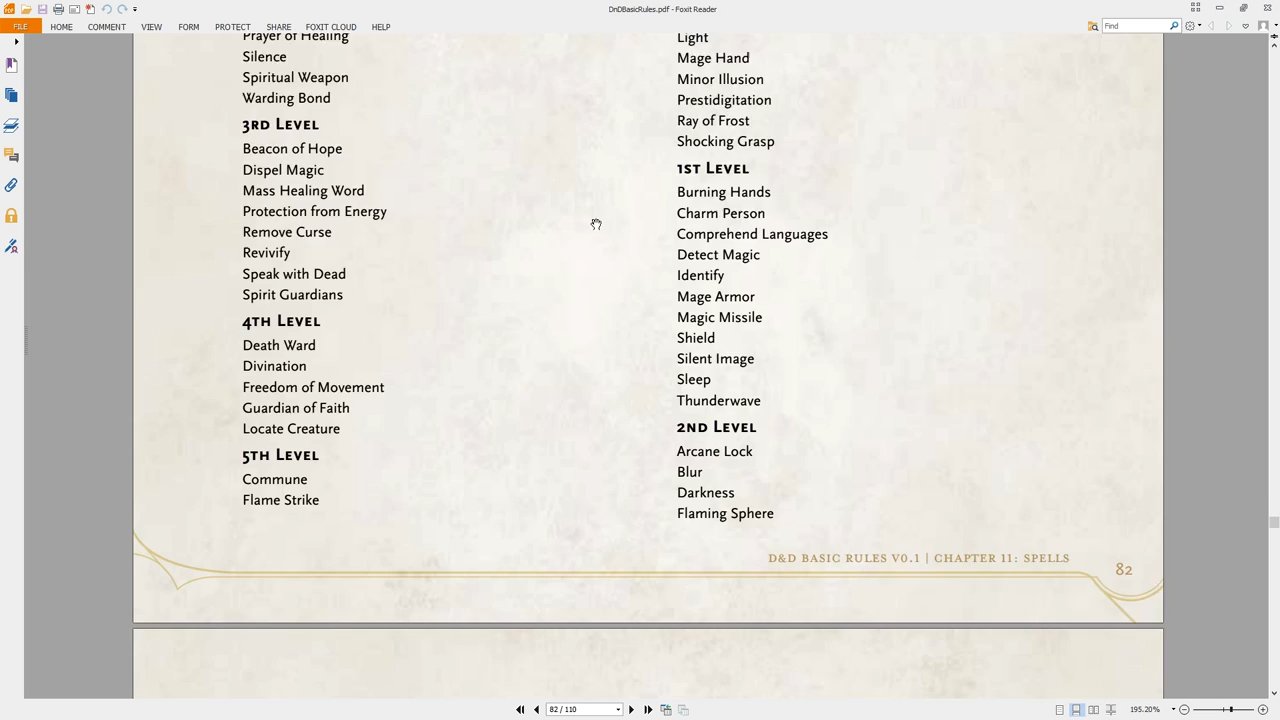 DnDBasicRules.pdf - Foxit Reader
FILE HOME COMMENT VIEW FORM PROTECT SHARE FOXIT CLOUD HELP
Find
Prayer of Healing
Silence
Spiritual Weapon
Warding Bond
3RD LEVEL
Beacon of Hope
Dispel Magic
Mass Healing Word
Protection from Energy
Remove Curse
Revivify
Speak with Dead
Spirit Guardians
4TH LEVEL
Death Ward
Divination
Freedom of Movement
Guardian of Faith
Locate Creature
5TH LEVEL
Commune
Flame Strike
Light
Mage Hand
Minor Illusion
Prestidigitation
Ray of Frost
Shocking Grasp
1ST LEVEL
Burning Hands
Charm Person
Comprehend Languages
Detect Magic
Identify
Mage Armor
Magic Missile
Shield
Silent Image
Sleep
Thunderwave
2ND LEVEL
Arcane Lock
Blur
Darkness
Flaming Sphere
D&D BASIC RULES V0.1 | CHAPTER 11: SPELLS
82
82 / 110
195.20%